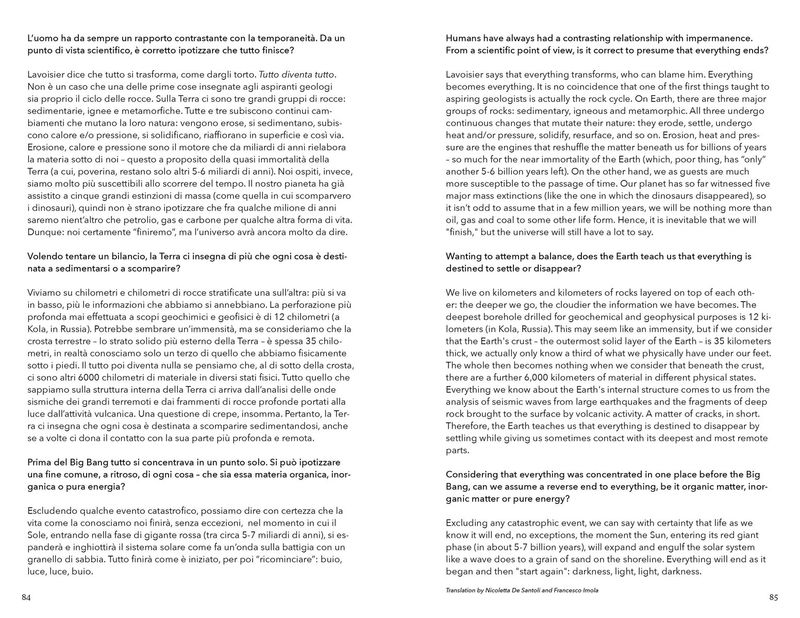 L’uomo ha da sempre un rapporto contrastante con la temporaneità. Da un
punto di vista scientifico, è corretto ipotizzare che tutto finisce?
Lavoisier dice che tutto si trasforma, come dargli torto. Tutto diventa tutto.
Non è un caso che una delle prime cose insegnate agli aspiranti geologi
sia proprio il ciclo delle rocce. Sulla Terra ci sono tre grandi gruppi di rocce:
sedimentarie, ignee e metamorfiche. Tutte e tre subiscono continui cam-
biamenti che mutano la loro natura: vengono erose, si sedimentano, subis-
cono calore e/o pressione, si solidificano, riaffiorano in superficie e così via.
Erosione, calore e pressione sono il motore che da miliardi di anni rielabora
la materia sotto di noi – questo a proposito della quasi immortalità della
Terra (a cui, poverina, restano solo altri 5-6 miliardi di anni). Noi ospiti, invece,
siamo molto più suscettibili allo scorrere del tempo. Il nostro pianeta ha già
assistito a cinque grandi estinzioni di massa (come quella in cui scomparvero
i dinosauri), quindi non è strano ipotizzare che fra qualche milione di anni
saremo nient’altro che petrolio, gas e carbone per qualche altra forma di vita.
Dunque: noi certamente “finiremo”, ma l’universo avrà ancora molto da dire.
Volendo tentare un bilancio, la Terra ci insegna di più che ogni cosa è desti-
nata a sedimentarsi o a scomparire?
Viviamo su chilometri e chilometri di rocce stratificate una sull’altra: più si va
in basso, più le informazioni che abbiamo si annebbiano. La perforazione più
profonda mai effettuata a scopi geochimici e geofisici è di 12 chilometri (a
Kola, in Russia). Potrebbe sembrare un’immensità, ma se consideriamo che la
crosta terrestre – lo strato solido più esterno della Terra – è spessa 35 chilo-
metri, in realtà conosciamo solo un terzo di quello che abbiamo fisicamente
sotto i piedi. Il tutto poi diventa nulla se pensiamo che, al di sotto della crosta,
ci sono altri 6000 chilometri di materiale in diversi stati fisici. Tutto quello che
sappiamo sulla struttura interna della Terra ci arriva dall’analisi delle onde
sismiche dei grandi terremoti e dai frammenti di rocce profonde portati alla
luce dall’attività vulcanica. Una questione di crepe, insomma. Pertanto, la Ter-
ra ci insegna che ogni cosa è destinata a scomparire sedimentandosi, anche
se a volte ci dona il contatto con la sua parte più profonda e remota.
Prima del Big Bang tutto si concentrava in un punto solo. Si può ipotizzare
una fine comune, a ritroso, di ogni cosa – che sia essa materia organica, inor-
ganica o pura energia?
Escludendo qualche evento catastrofico, possiamo dire con certezza che la
vita come la conosciamo noi finirà, senza eccezioni, nel momento in cui il
Sole, entrando nella fase di gigante rossa (tra circa 5-7 miliardi di anni), si es-
panderà e inghiottirà il sistema solare come fa un’onda sulla battigia con un
granello di sabbia. Tutto finirà come è iniziato, per poi “ricominciare”: buio,
luce, luce, buio.
84
Humans have always had a contrasting relationship with impermanence.
From a scientific point of view, is it correct to presume that everything ends?
Lavoisier says that everything transforms, who can blame him. Everything
becomes everything. It is no coincidence that one of the first things taught to
aspiring geologists is actually the rock cycle. On Earth, there are three major
groups of rocks: sedimentary, igneous and metamorphic. All three undergo
continuous changes that mutate their nature: they erode, settle, undergo
heat and/or pressure, solidify, resurface, and so on. Erosion, heat and pres-
sure are the engines that reshuffle the matter beneath us for billions of years
– so much for the near immortality of the Earth (which, poor thing, has “only”
another 5-6 billion years left). On the other hand, we as guests are much
more susceptible to the passage of time. Our planet has so far witnessed five
major mass extinctions (like the one in which the dinosaurs disappeared), so
it isn’t odd to assume that in a few million years, we will be nothing more than
oil, gas and coal to some other life form. Hence, it is inevitable that we will
"finish," but the universe will still have a lot to say.
Wanting to attempt a balance, does the Earth teach us that everything is
destined to settle or disappear?
We live on kilometers and kilometers of rocks layered on top of each oth-
er: the deeper we go, the cloudier the information we have becomes. The
deepest borehole drilled for geochemical and geophysical purposes is 12 ki-
lometers (in Kola, Russia). This may seem like an immensity, but if we consider
that the Earth's crust – the outermost solid layer of the Earth – is 35 kilometers
thick, we actually only know a third of what we physically have under our feet.
The whole then becomes nothing when we consider that beneath the crust,
there are a further 6,000 kilometers of material in different physical states.
Everything we know about the Earth's internal structure comes to us from the
analysis of seismic waves from large earthquakes and the fragments of deep
rock brought to the surface by volcanic activity. A matter of cracks, in short.
Therefore, the Earth teaches us that everything is destined to disappear by
settling while giving us sometimes contact with its deepest and most remote
parts.
Considering that everything was concentrated in one place before the Big
Bang, can we assume a reverse end to everything, be it organic matter, inor-
ganic matter or pure energy?
Excluding any catastrophic event, we can say with certainty that life as we
know it will end, no exceptions, the moment the Sun, entering its red giant
phase (in about 5-7 billion years), will expand and engulf the solar system
like a wave does to a grain of sand on the shoreline. Everything will end as it
began and then "start again": darkness, light, light, darkness.
Translation by Nicoletta De Santoli and Francesco Imola
85